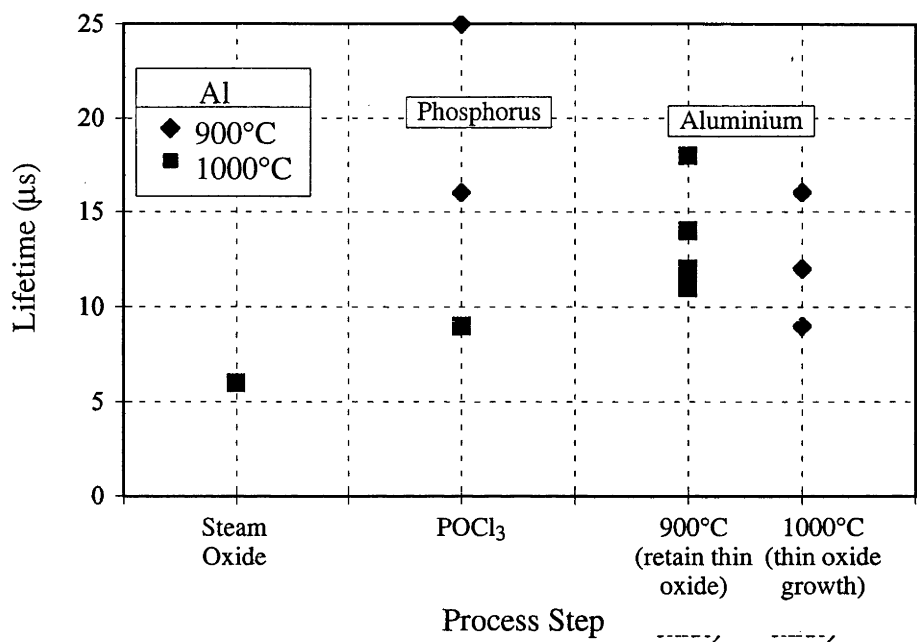 25
20
15
10
5
0
Lifetime (μs)
Al
900°C
1000°C
Phosphorus
Aluminium
Steam
Oxide
POCl₃
900°C
(retain thin
oxide)
1000°C
(thin oxide
growth)
Process Step